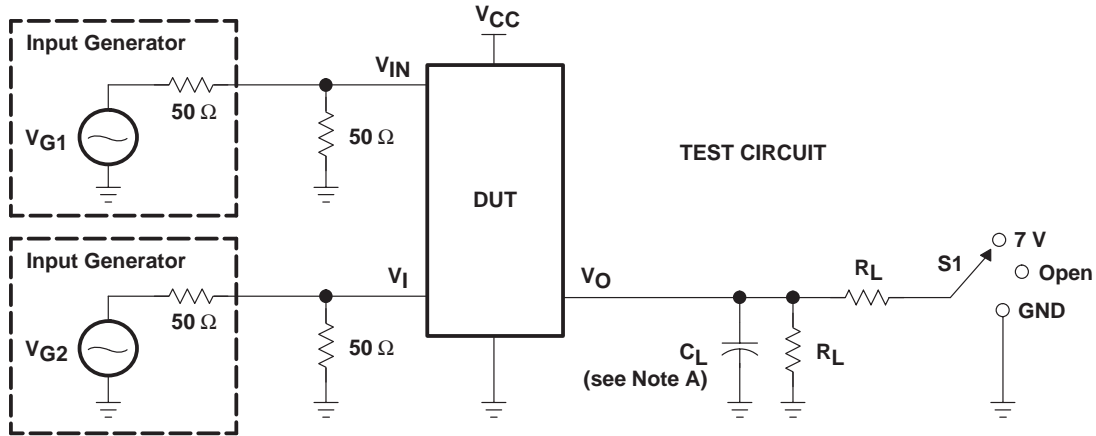 VCC
Input Generator
VIN
50 Ω
VG1
50 Ω
TEST CIRCUIT
DUT
Input Generator
VI
VO
50 Ω
VG2
50 Ω
CL
(see Note A)
RL
RL
S1
7 V
Open
GND